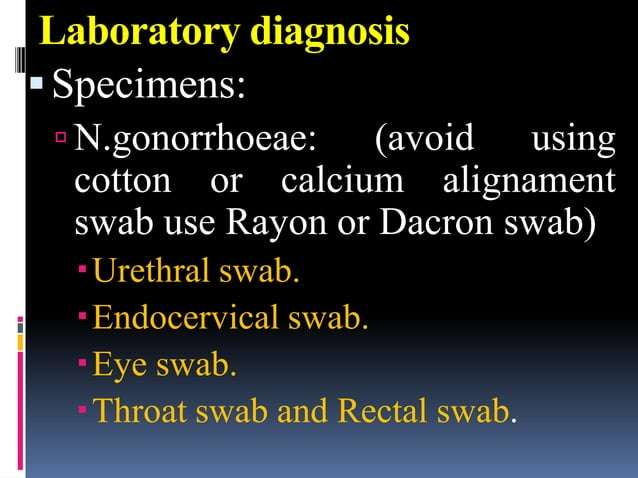 Laboratory diagnosis
Specimens:
N.gonorrhoeae: (avoid using
cotton or calcium alignament
swab use Rayon or Dacron swab)
Urethral swab.
Endocervical swab.
Eye swab.
Throat swab and Rectal swab.